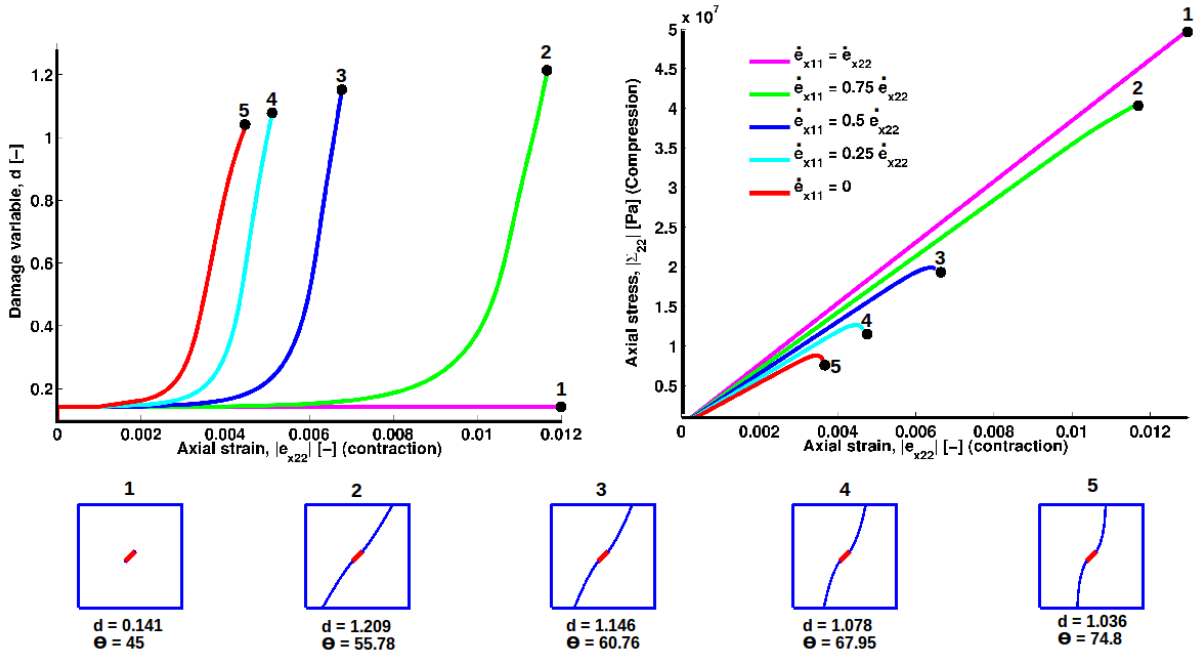 1.2
1
0.8
0.6
0.4
0.2
Damage variable, d [–]
0
0.002
0.004
0.006
0.008
0.01
0.012
Axial strain, |e_x22| [–] (contraction)
1
2
3
4
5
x 10^7
5
4.5
4
3.5
3
2.5
2
1.5
1
0.5
Axial stress, |Σ_22| [Pa] (Compression)
ė_x11 = ė_x22
ė_x11 = 0.75 ė_x22
ė_x11 = 0.5 ė_x22
ė_x11 = 0.25 ė_x22
ė_x11 = 0
0
0.002
0.004
0.006
0.008
0.01
0.012
Axial strain, |e_x22| [–] (contraction)
1
2
3
4
5
1
d = 0.141
Θ = 45
2
d = 1.209
Θ = 55.78
3
d = 1.146
Θ = 60.76
4
d = 1.078
Θ = 67.95
5
d = 1.036
Θ = 74.8